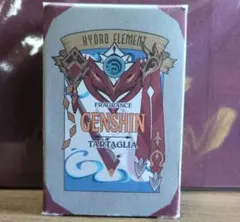 HYDRO ELEMENT
FRAGRANCE
GENSHIN
TARTAGLIA